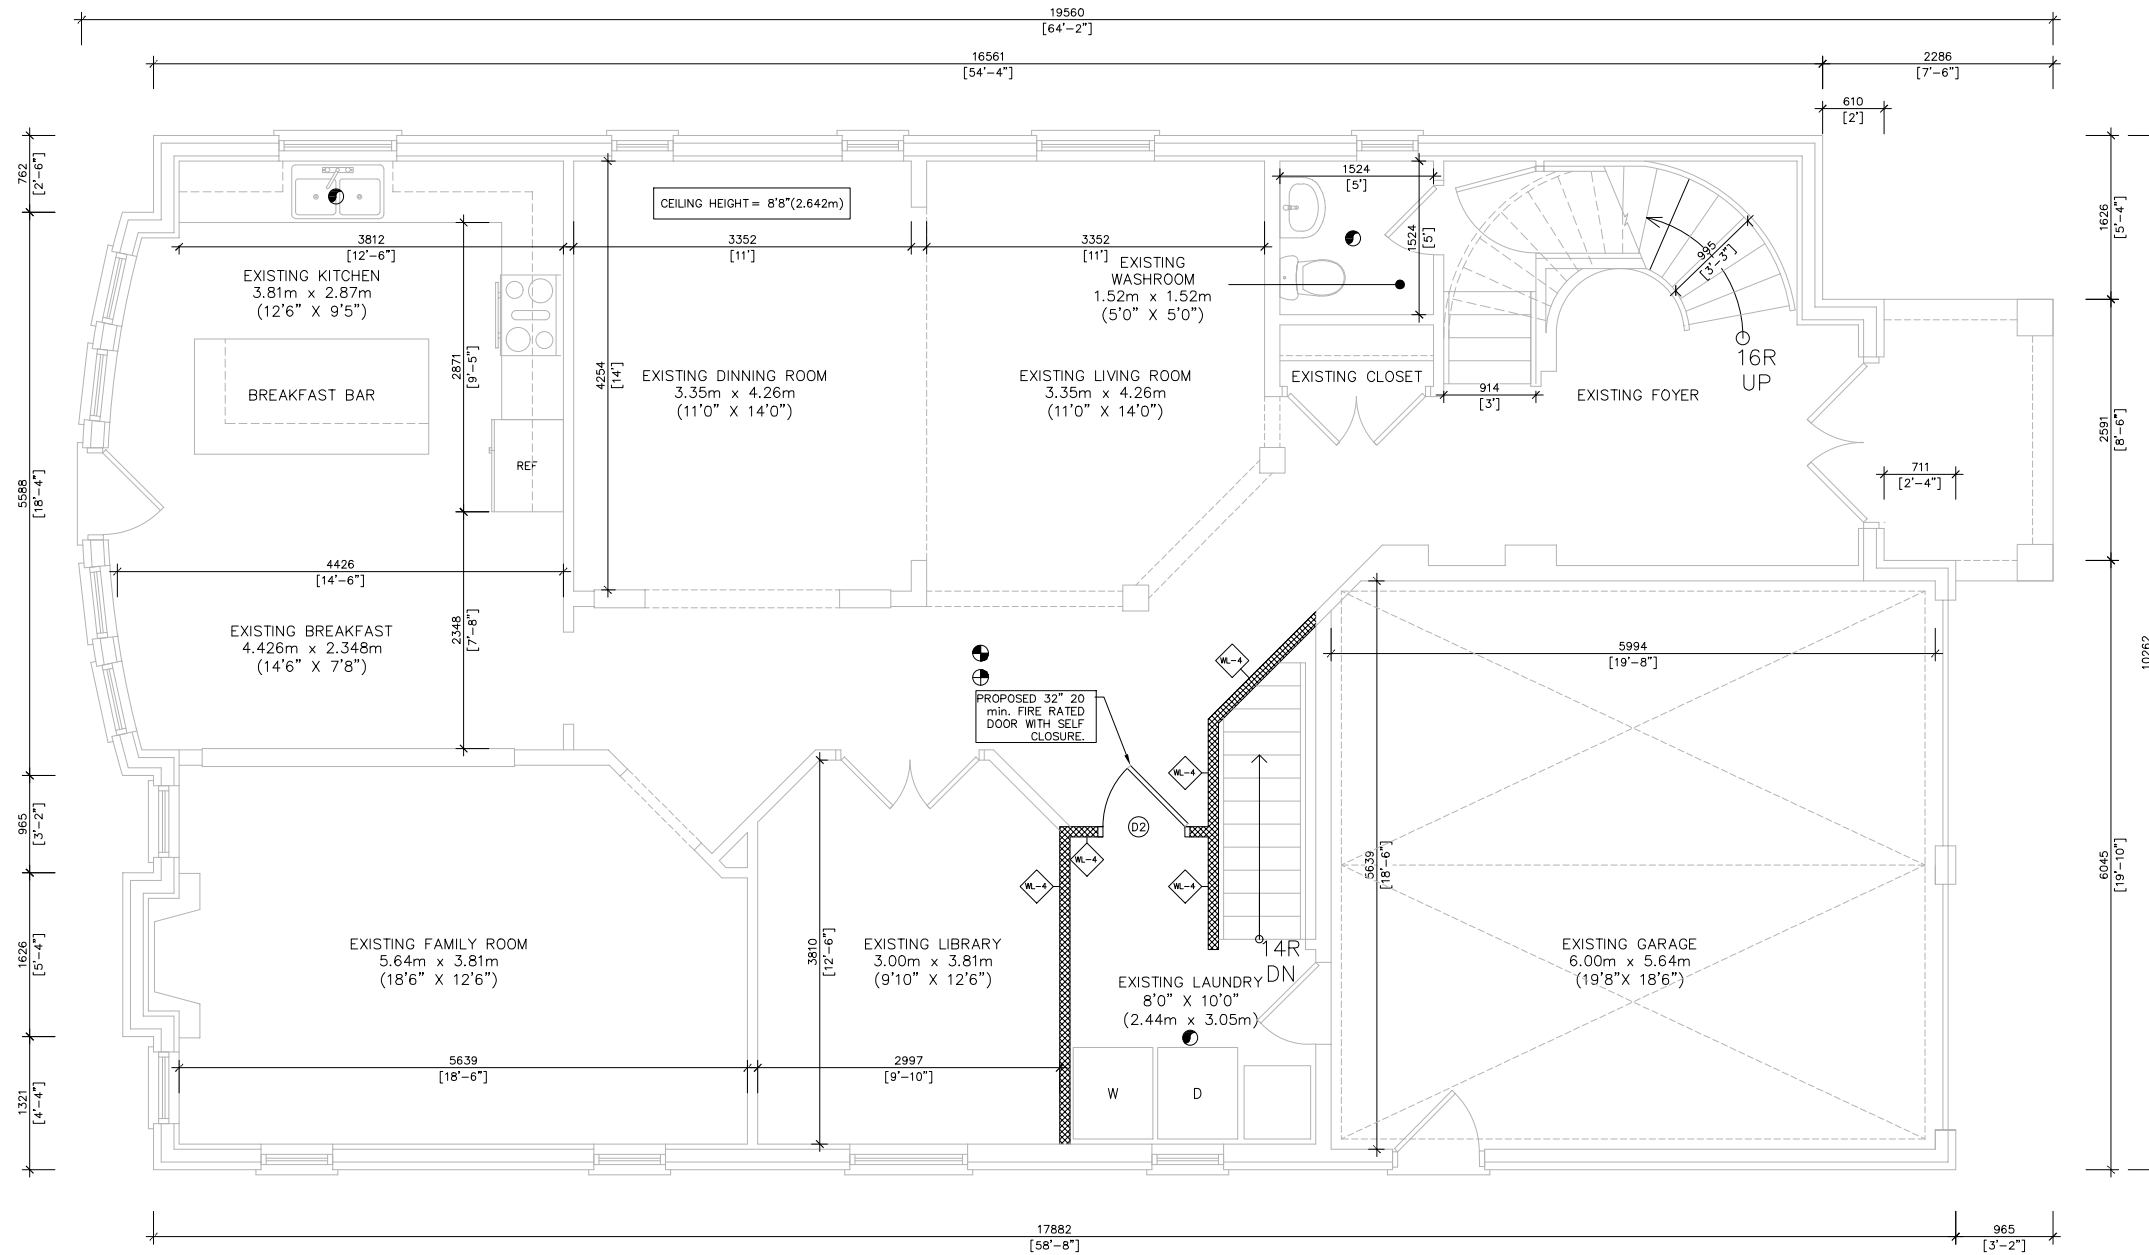 19560
[64'-2"]
16561
[54'-4"]
2286
[7'-6"]
610
[2']
762
[2'-6"]
1524
[5']
CEILING HEIGHT= 8'8"(2.642m)
1626
[5'-4"]
3812
[12'-6"]
3352
[11']
3352
[11']
1524
[5']
995
[3'-3"]
EXISTING KITCHEN
3.81m x 2.87m
(12'6" X 9'5")
EXISTING
WASHROOM
1.52m x 1.52m
(5'0" X 5'0")
2871
[9'-5"]
4254
[14']
16R
UP
EXISTING DINNING ROOM
3.35m x 4.26m
(11'0" X 14'0")
EXISTING LIVING ROOM
3.35m x 4.26m
(11'0" X 14'0")
EXISTING CLOSET
914
[3']
EXISTING FOYER
BREAKFAST BAR
2591
[8'-6"]
REF
711
[2'-4"]
5588
[18'-4"]
4426
[14'-6"]
EXISTING BREAKFAST
4.426m x 2.348m
(14'6" X 7'8")
2348
[7'-8"]
WL-4
5994
[19'-8"]
10262
PROPOSED 32" 20
min. FIRE RATED
DOOR WITH SELF
CLOSURE.
WL-4
D2
965
[3'-2"]
WL-4
WL-4
WL-4
5639
[18'-6"]
6045
[19'-10"]
EXISTING FAMILY ROOM
5.64m x 3.81m
(18'6" X 12'6")
3810
[12'-6"]
EXISTING LIBRARY
3.00m x 3.81m
(9'10" X 12'6")
14R
DN
EXISTING LAUNDRY
8'0" X 10'0"
(2.44m x 3.05m)
EXISTING GARAGE
6.00m x 5.64m
(19'8"X 18'6")
1626
[5'-4"]
5639
[18'-6"]
2997
[9'-10"]
W
D
1321
[4'-4"]
17882
[58'-8"]
965
[3'-2"]